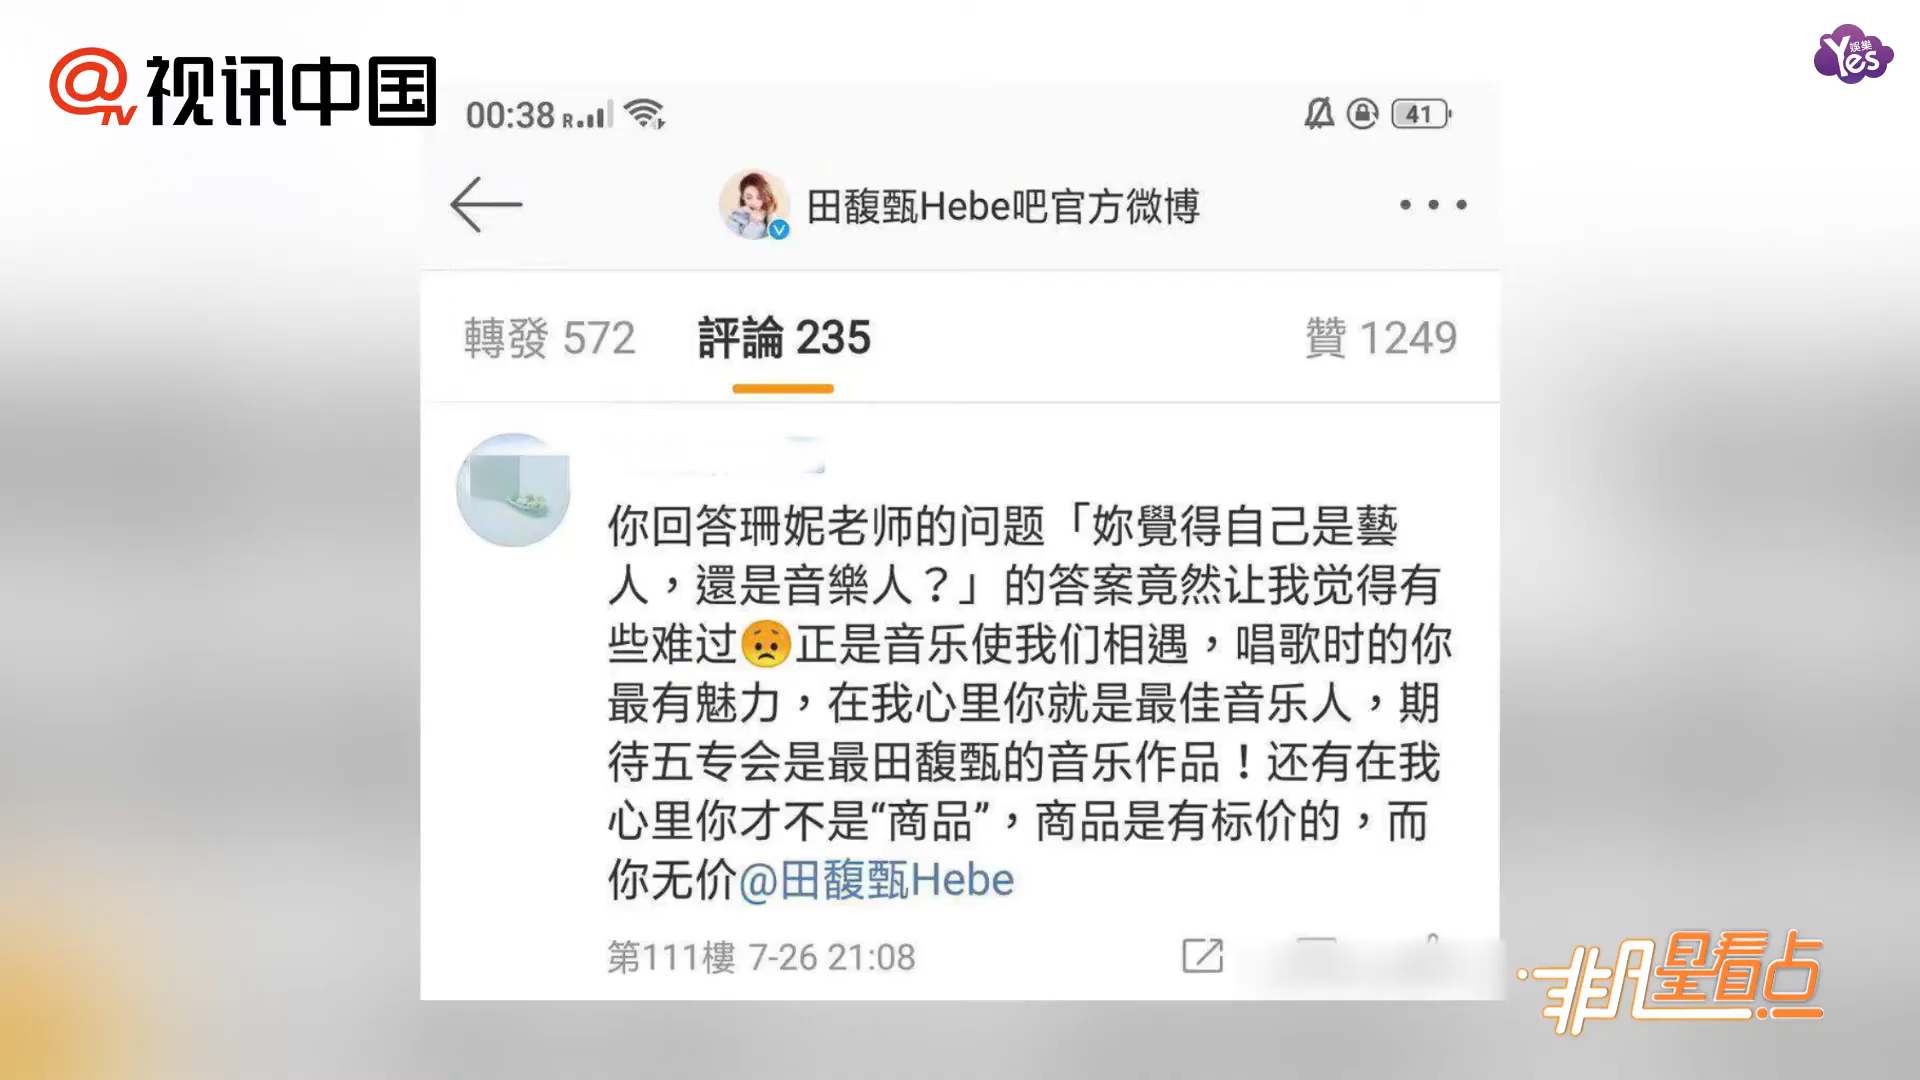 @TV 视讯中国
Yes 娱樂
00:38 R
41
田馥甄Hebe吧官方微博
轉發 572
評論 235
贊 1249
你回答珊妮老师的问题「妳覺得自己是藝
人，還是音樂人？」的答案竟然让我觉得有
些难过😟正是音乐使我们相遇，唱歌时的你
最有魅力，在我心里你就是最佳音乐人，期
待五专会是最田馥甄的音乐作品！还有在我
心里你才不是“商品”，商品是有标价的，而
你无价@田馥甄Hebe
第111樓 7-26 21:08
非凡星看点